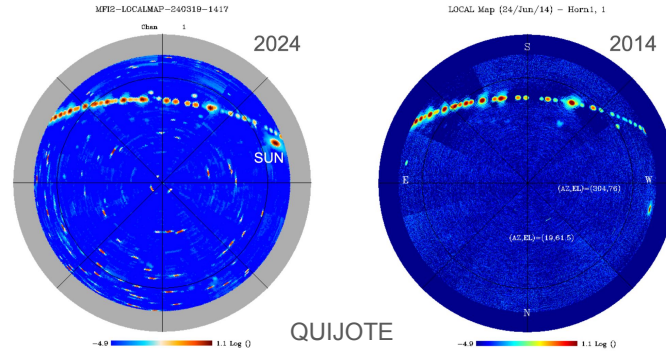 MFI2-LOCALMAP-240319-1417
Chan 1
2024
SUN
-4.9 1.1 Log ()
LOCAL Map (24/Jun/14) - Horn1, 1
2014
S
E
W
(AZ,EL)=(304,76)
(AZ,EL)=(19,61.5)
N
-4.9 1.1 Log ()
QUIJOTE